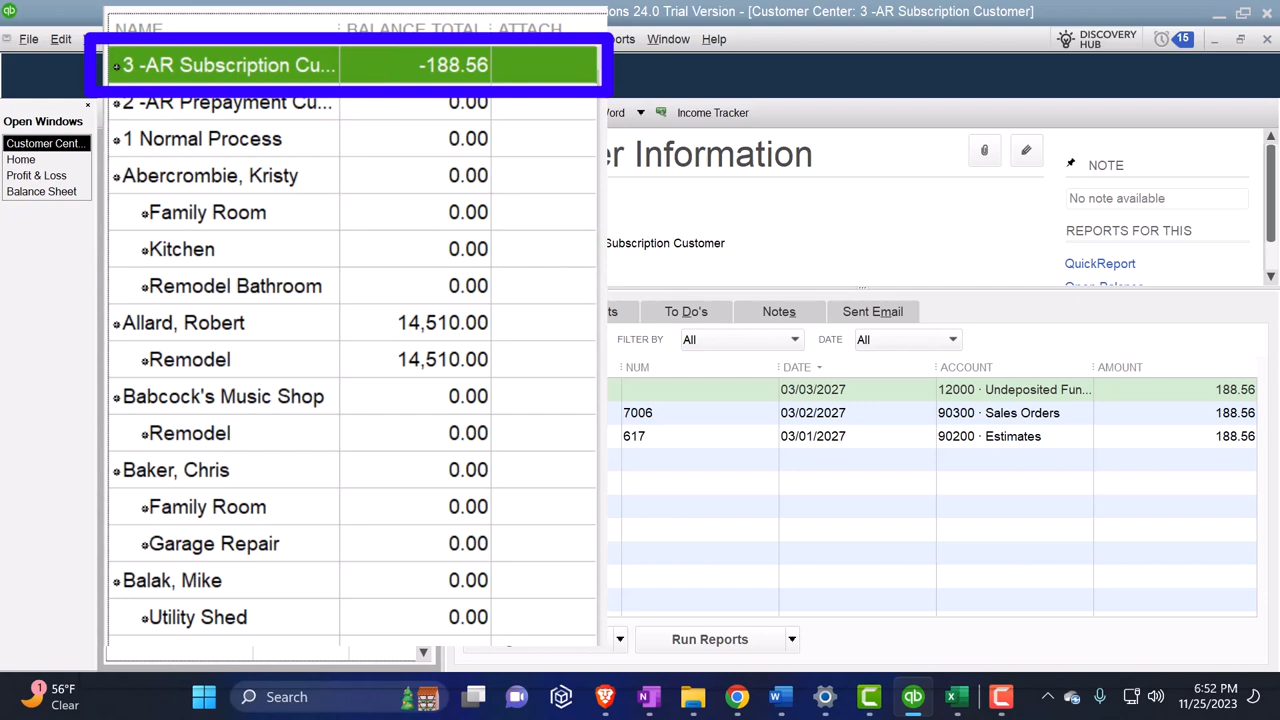 ons 24.0 Trial Version - [Customer Center: 3 -AR Subscription Customer]
File Edit orts Window Help DISCOVERY HUB 15
NAME BALANCE TOTAL ATTACH
3 -AR Subscription Cu... -188.56
2 -AR Prepayment Cu... 0.00
1 Normal Process 0.00
Abercrombie, Kristy 0.00
Family Room 0.00
Kitchen 0.00
Remodel Bathroom 0.00
Allard, Robert 14,510.00
Remodel 14,510.00
Babcock's Music Shop 0.00
Remodel 0.00
Baker, Chris 0.00
Family Room 0.00
Garage Repair 0.00
Balak, Mike 0.00
Utility Shed 0.00
Open Windows
Customer Cent...
Home
Profit & Loss
Balance Sheet
ord Income Tracker
er Information
Subscription Customer
NOTE
No note available
REPORTS FOR THIS
QuickReport
ts To Do's Notes Sent Email
FILTER BY All DATE All
NUM DATE ACCOUNT AMOUNT
03/03/2027 12000 · Undeposited Fun... 188.56
7006 03/02/2027 90300 · Sales Orders 188.56
617 03/01/2027 90200 · Estimates 188.56
Run Reports
1 56°F
Clear
Search
6:52 PM
11/25/2023